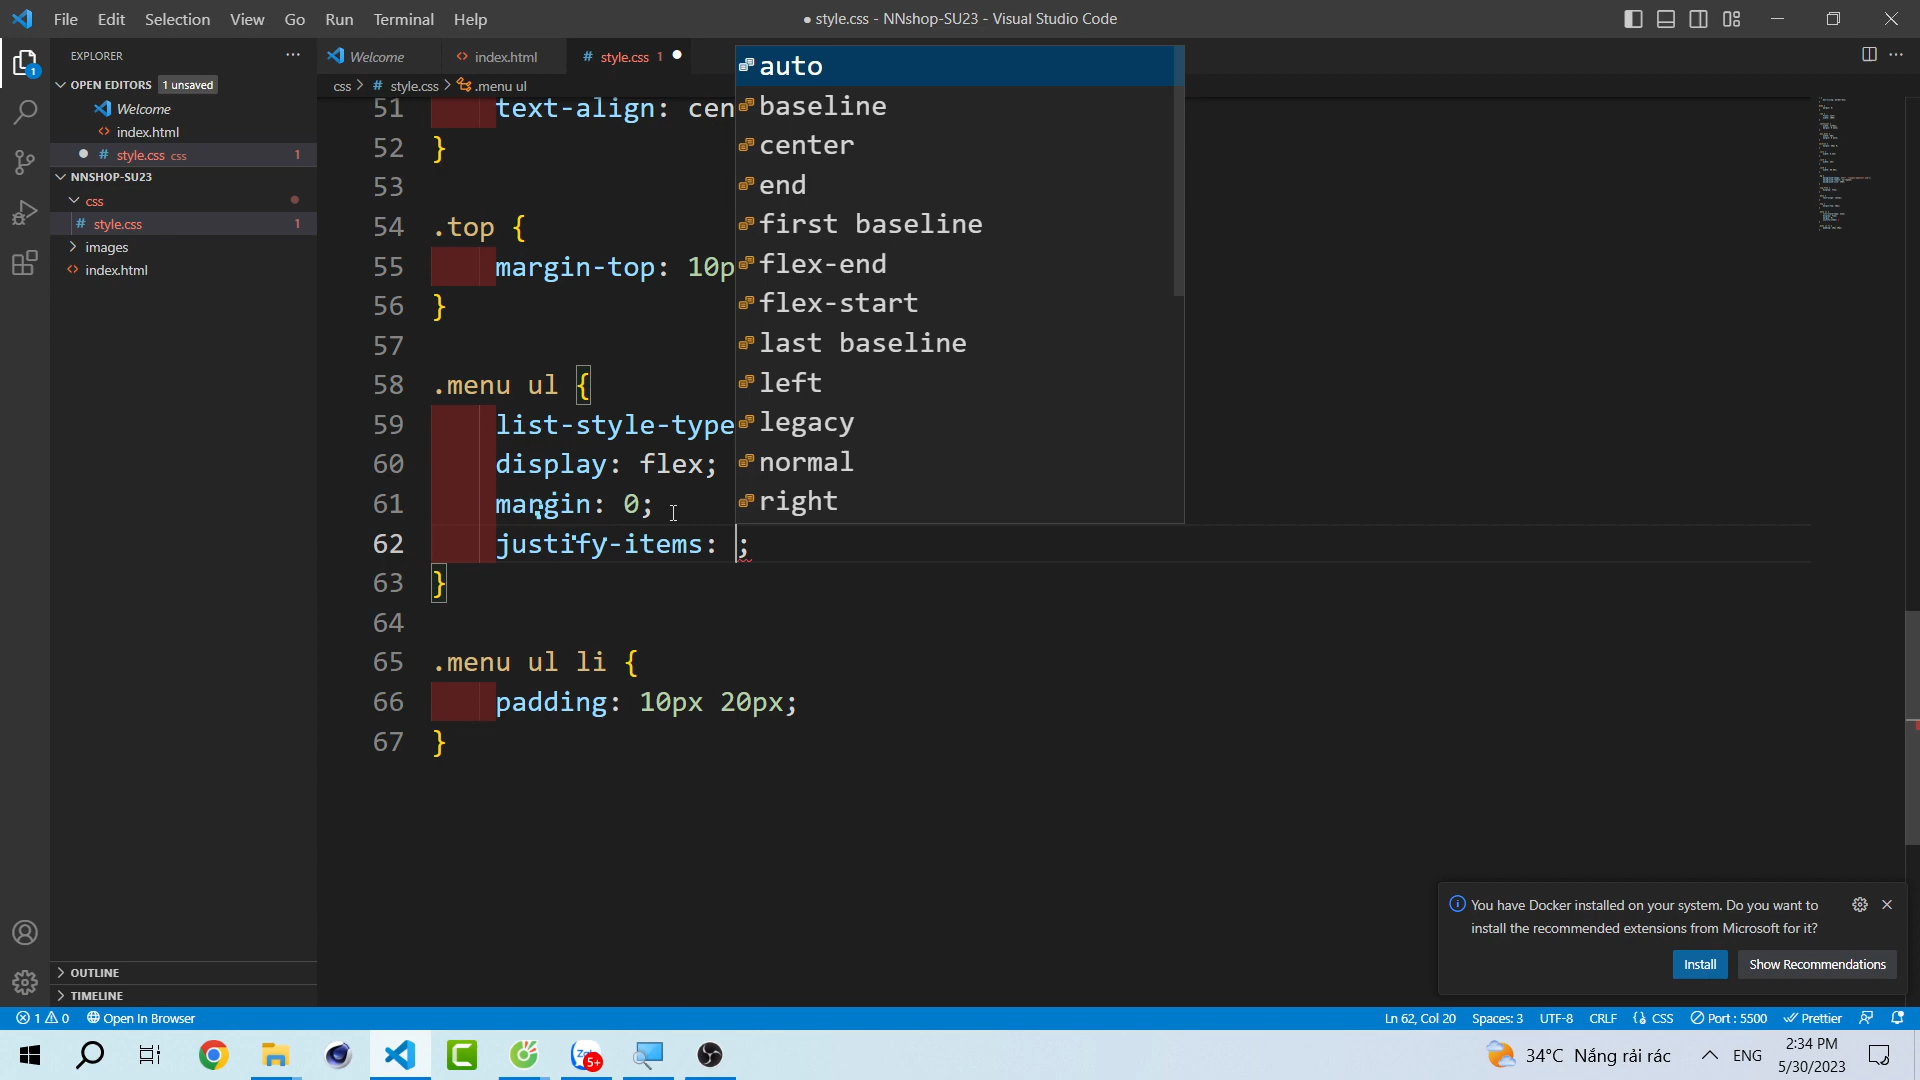 File Edit Selection View Go Run Terminal Help
● style.css - NNshop-SU23 - Visual Studio Code
EXPLORER
Welcome
index.html
# style.css 1
OPEN EDITORS 1 unsaved
css > # style.css > .menu ul
Welcome
index.html
# style.css css 1
NNSHOP-SU23
css
# style.css 1
images
index.html
51 text-align: cen
52 }
53
54 .top {
55 margin-top: 10p
56 }
57
58 .menu ul {
59 list-style-type
60 display: flex;
61 margin: 0;
62 justify-items: ;
63 }
64
65 .menu ul li {
66 padding: 10px 20px;
67 }
auto
baseline
center
end
first baseline
flex-end
flex-start
last baseline
left
legacy
normal
right
You have Docker installed on your system. Do you want to
install the recommended extensions from Microsoft for it?
Install Show Recommendations
OUTLINE
TIMELINE
1 0 Open In Browser
Ln 62, Col 20 Spaces: 3 UTF-8 CRLF {} CSS Port : 5500 Prettier
5+
34°C Nắng rải rác
ENG
2:34 PM
5/30/2023